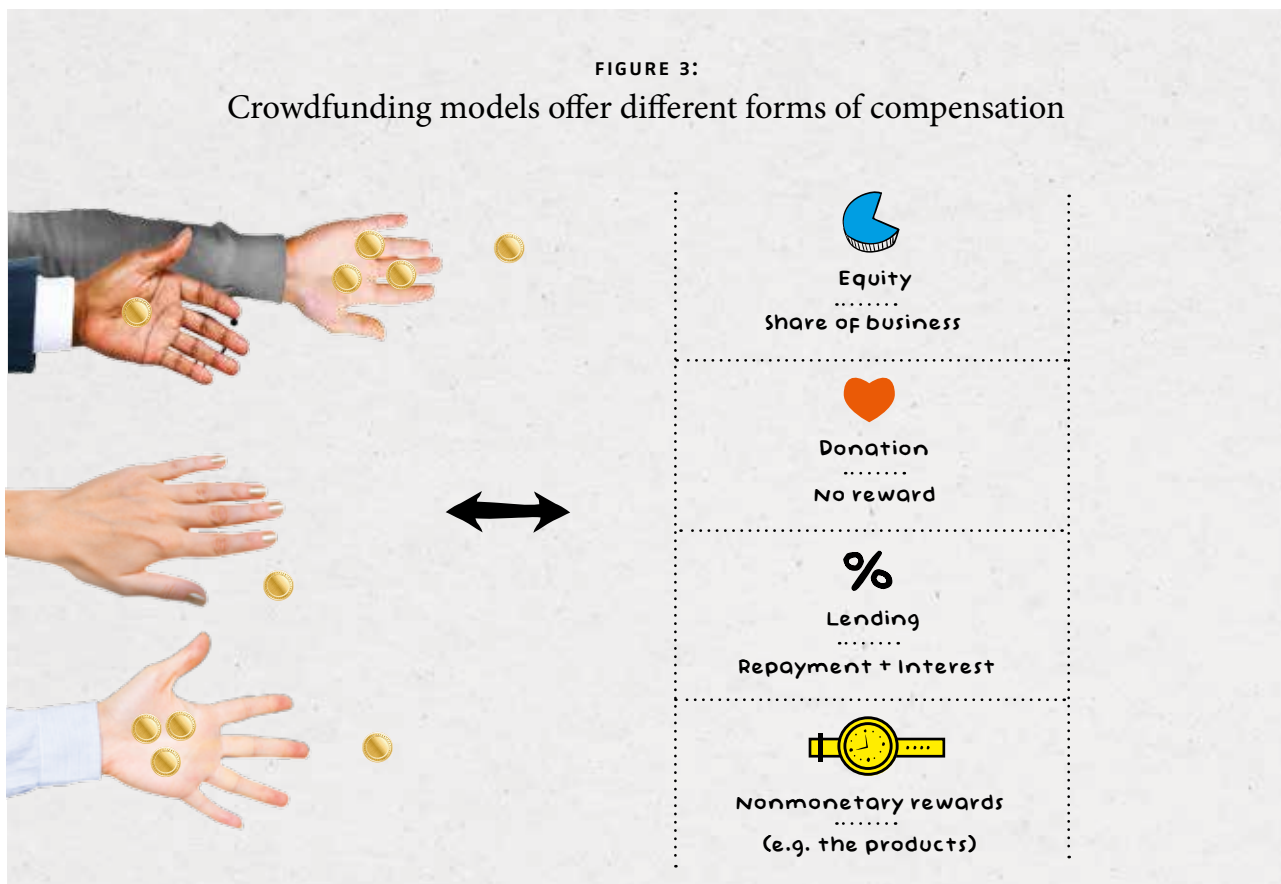 FIGURE 3:
Crowdfunding models offer different forms of compensation
Equity
Share of business
Donation
No reward
%
Lending
Repayment + Interest
Nonmonetary rewards
(e.g. the products)